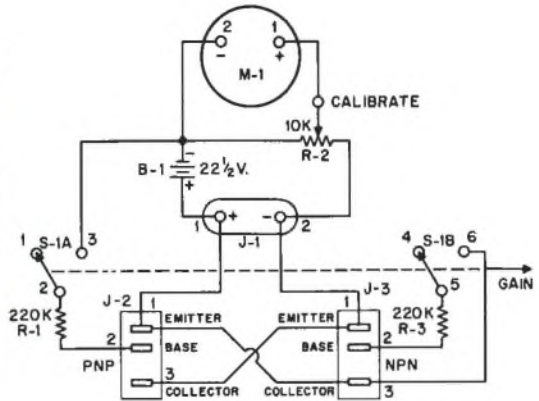 2 1
- +
M-1
CALIBRATE
10K
R-2
-
B-1 22½V.
+
1 + - 2
J-1
1 S-1A 3
2
4 S-1B 6
5
GAIN
J-2
1
J-3
1
220K
R-1
EMITTER EMITTER
220K
R-3
2 BASE BASE 2
PNP
NPN
3
COLLECTOR COLLECTOR
3